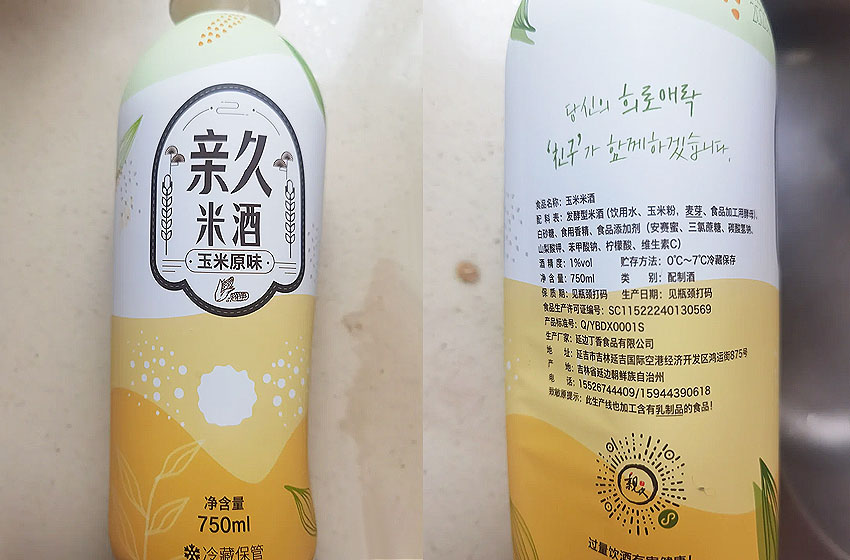 亲久
米酒
玉米原味
净含量
750ml
冷藏保管
당신의 희로애락
'친구'가 함께하겠습니다.
食品名称：玉米米酒
配 料 表：发酵型米酒（饮用水、玉米粉，麦芽、食品加工用酵母）、
白砂糖、食用香精、食品添加剂（安赛蜜、三氯蔗糖、碳酸氢钠、
山梨酸钾、苯甲酸钠、柠檬酸、维生素C）
酒 精 度：1%vol 贮存方法：0℃～7℃冷藏保存
净 含 量：750ml 类 别：配制酒
保 质 期：见瓶颈打码 生产日期：见瓶颈打码
食品生产许可证编号：SC11522240130569
产品标准号：Q/YBDX0001S
生产厂家：延边丁香食品有限公司
地 址：延吉市吉林延吉国际空港经济开发区鸿运街875号
产 地：吉林省延边朝鲜族自治州
电 话：15526744409/15944390618
致敏原提示：此生产线也加工含有乳制品的食品！
亲久
过量饮酒有害健康！